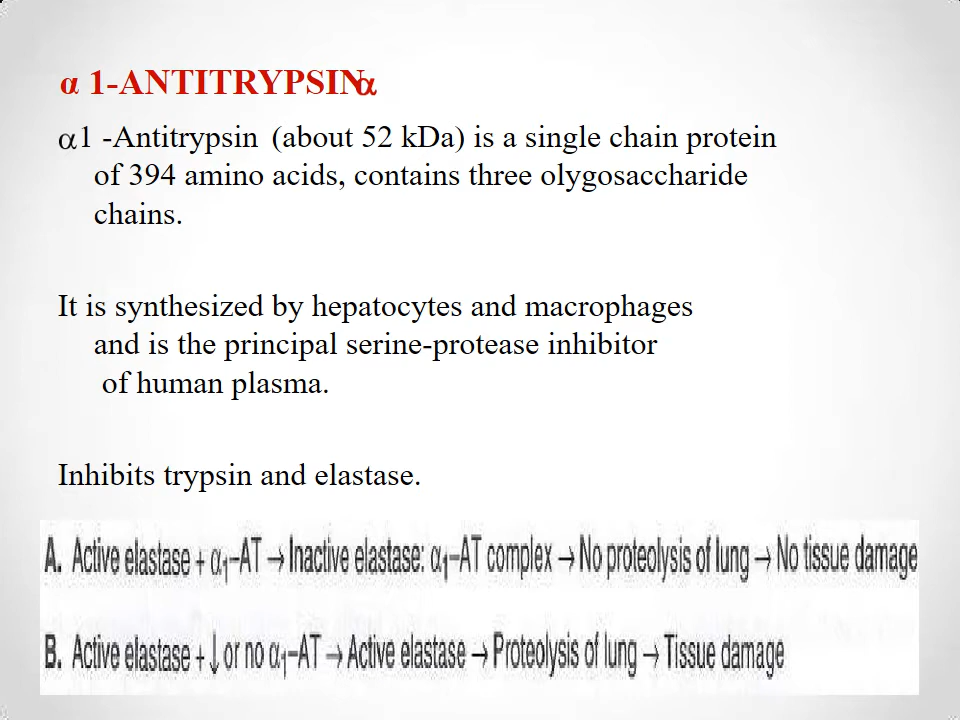 α 1-ANTITRYPSINα
α1 -Antitrypsin (about 52 kDa) is a single chain protein
of 394 amino acids, contains three olygosaccharide
chains.
It is synthesized by hepatocytes and macrophages
and is the principal serine-protease inhibitor
of human plasma.
Inhibits trypsin and elastase.
A. Active elastase + α₁–AT → Inactive elastase: α₁–AT complex → No proteolysis of lung → No tissue damage
B. Active elastase + ↓ or no α₁–AT → Active elastase → Proteolysis of lung → Tissue damage